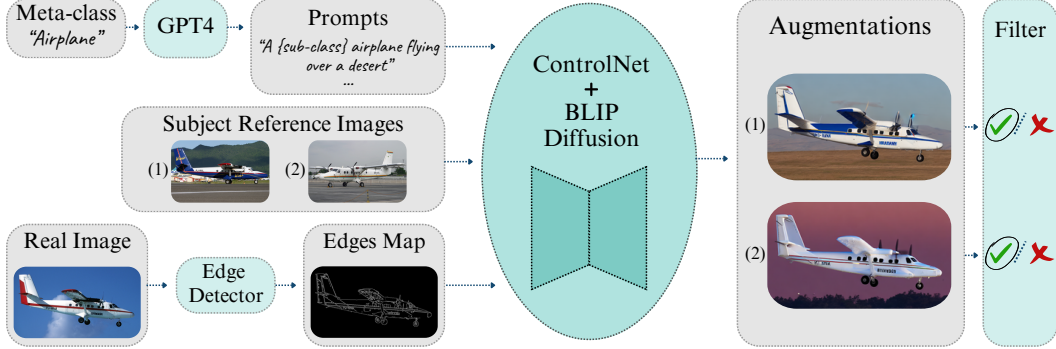 Meta-class
“Airplane”
GPT4
Prompts
“A {sub-class} airplane flying
over a desert”
...
Subject Reference Images
(1)
(2)
Real Image
Edge
Detector
Edges Map
ControlNet
+
BLIP
Diffusion
Augmentations
(1)
(2)
Filter